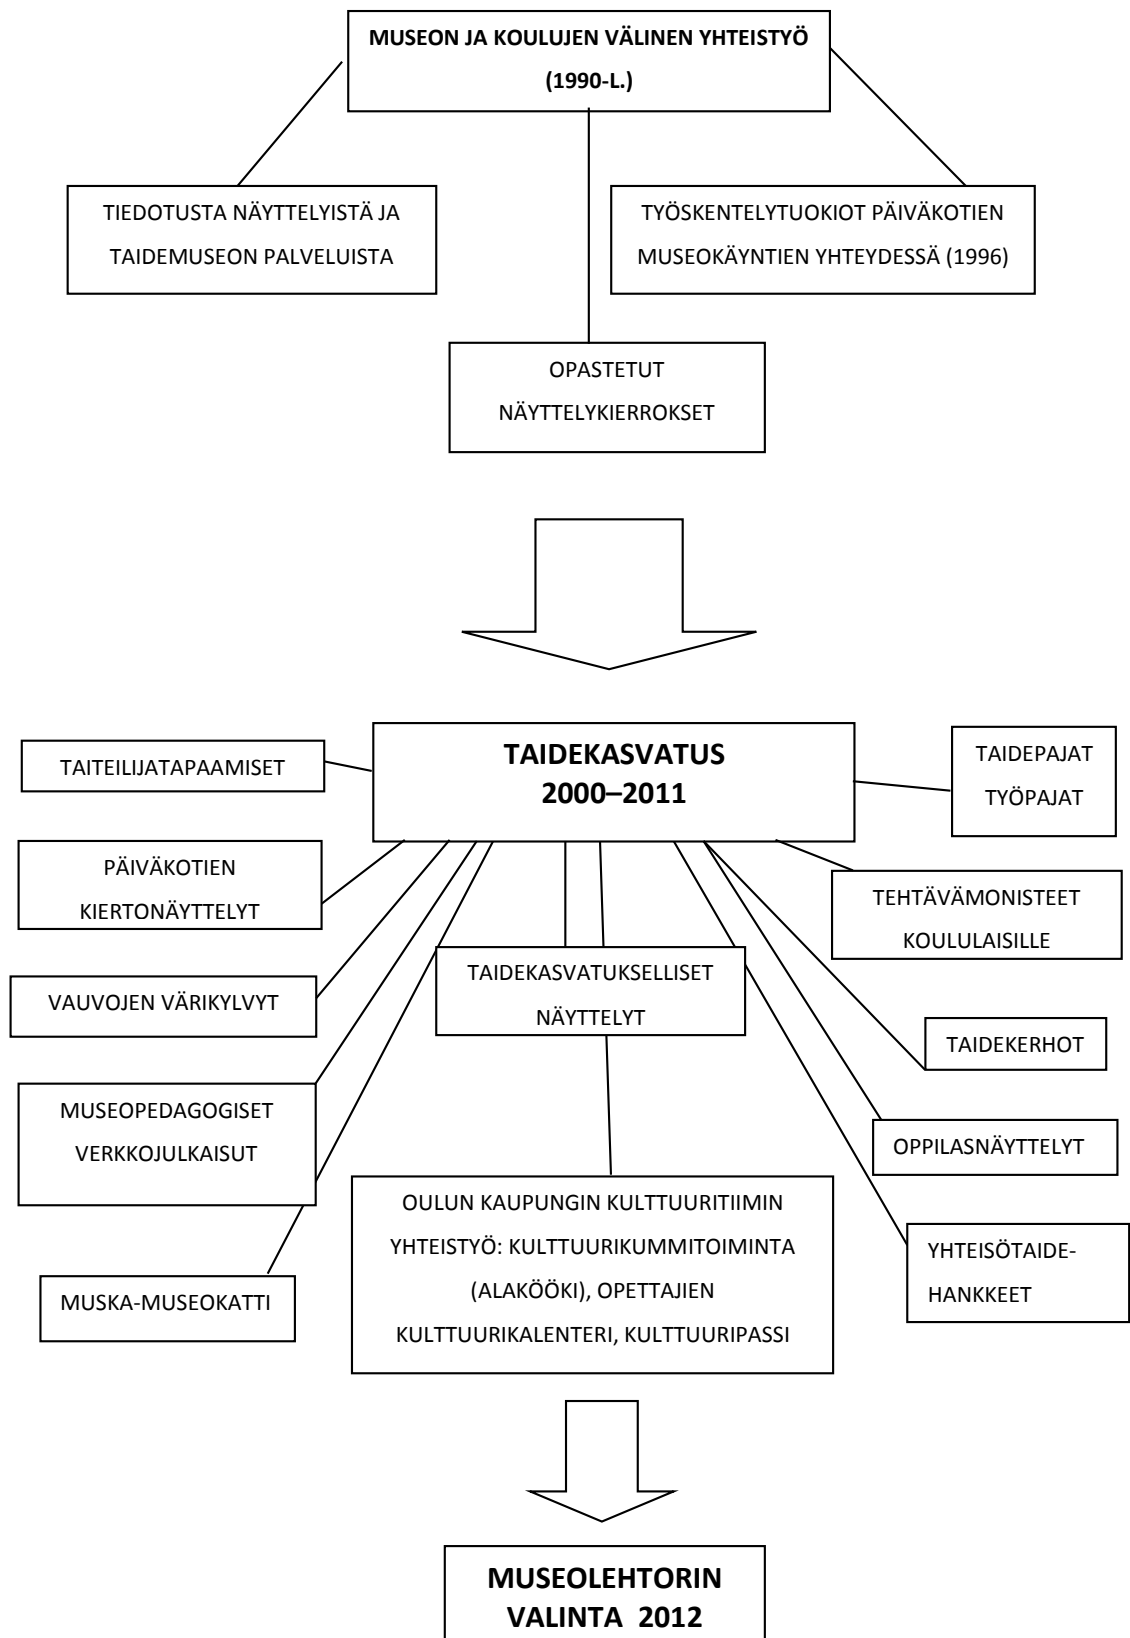 MUSEON JA KOULUJEN VÄLINEN YHTEISTYÖ
(1990-L.)
TIEDOTUSTA NÄYTTELYISTÄ JA
TAIDEMUSEON PALVELUISTA
TYÖSKENTELYTUOKIOT PÄIVÄKOTIEN
MUSEOKÄYNTIEN YHTEYDESSÄ (1996)
OPASTETUT
NÄYTTELYKIERROKSET
TAIDEKASVATUS
2000–2011
TAITEILIJATAPAAMISET
TAIDEPAJAT
TYÖPAJAT
PÄIVÄKOTIEN
KIERTONÄYTTELYT
TEHTÄVÄMONISTEET
KOULULAISILLE
VAUVOJEN VÄRIKYLVYT
TAIDEKASVATUKSELLISET
NÄYTTELYT
TAIDEKERHOT
MUSEOPEDAGOGISET
VERKKOJULKAISUT
OPPILASNÄYTTELYT
OULUN KAUPUNGIN KULTTUURITIIMIN
YHTEISTYÖ: KULTTUURIKUMMITOIMINTA
(ALAKÖÖKI), OPETTAJIEN
KULTTUURIKALENTERI, KULTTUURIPASSI
YHTEISÖTAIDE-
HANKKEET
MUSKA-MUSEOKATTI
MUSEOLEHTORIN
VALINTA 2012